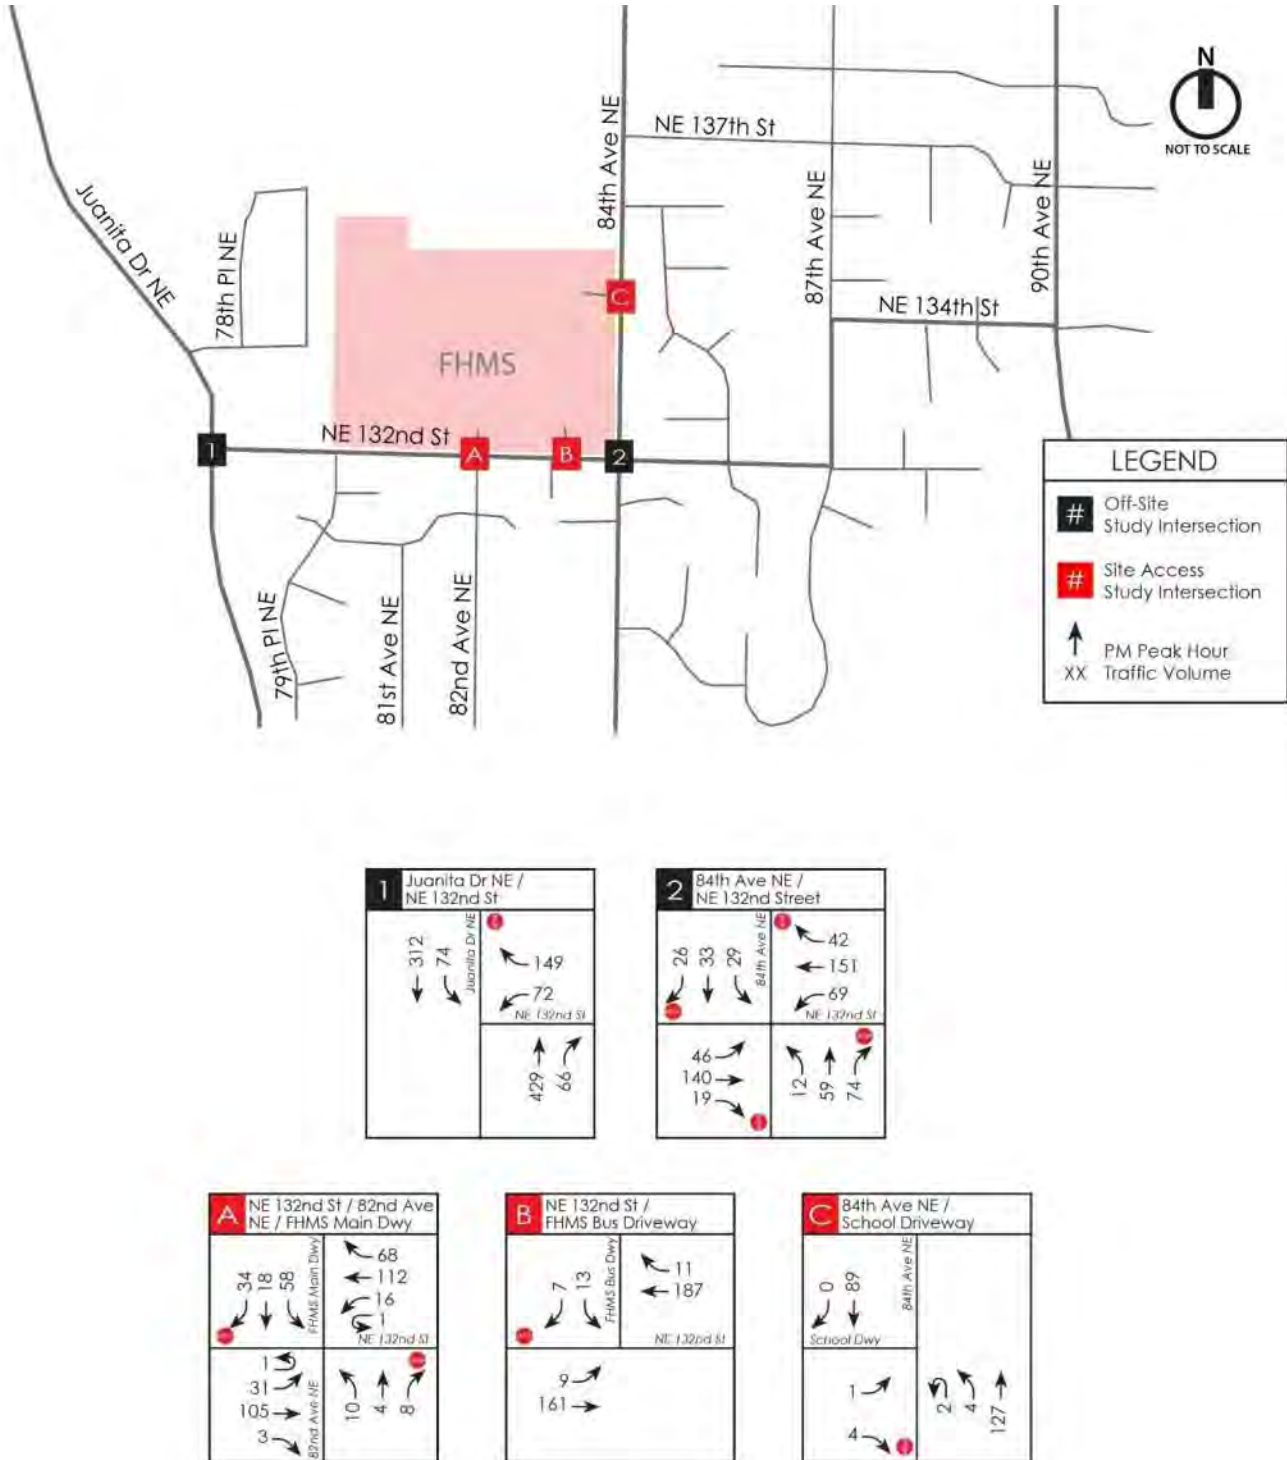 N
NOT TO SCALE
84th Ave NE
NE 137th St
Juanita Dr NE
78th Pl NE
87th Ave NE
90th Ave NE
C
NE 134th St
FHMS
NE 132nd St
1
A
B
2
79th Pl NE
81st Ave NE
82nd Ave NE
LEGEND
# Off-Site
Study Intersection
# Site Access
Study Intersection
PM Peak Hour
XX Traffic Volume
1 Juanita Dr NE /
NE 132nd St
312
74
Juanita Dr NE
149
72
NE 132nd St
429
66
2 84th Ave NE /
NE 132nd Street
26
33
29
84th Ave NE
42
151
69
NE 132nd St
46
140
19
12
59
74
A NE 132nd St / 82nd Ave
NE / FHMS Main Dwy
34
18
58
FHMS Main Dwy
68
112
16
1
NE 132nd St
1
31
105
3
82nd Ave NE
10
4
8
B NE 132nd St /
FHMS Bus Driveway
7
13
FHMS Bus Dwy
11
187
NE 132nd St
9
161
C 84th Ave NE /
School Driveway
0
89
84th Ave NE
School Dwy
1
4
2
4
127